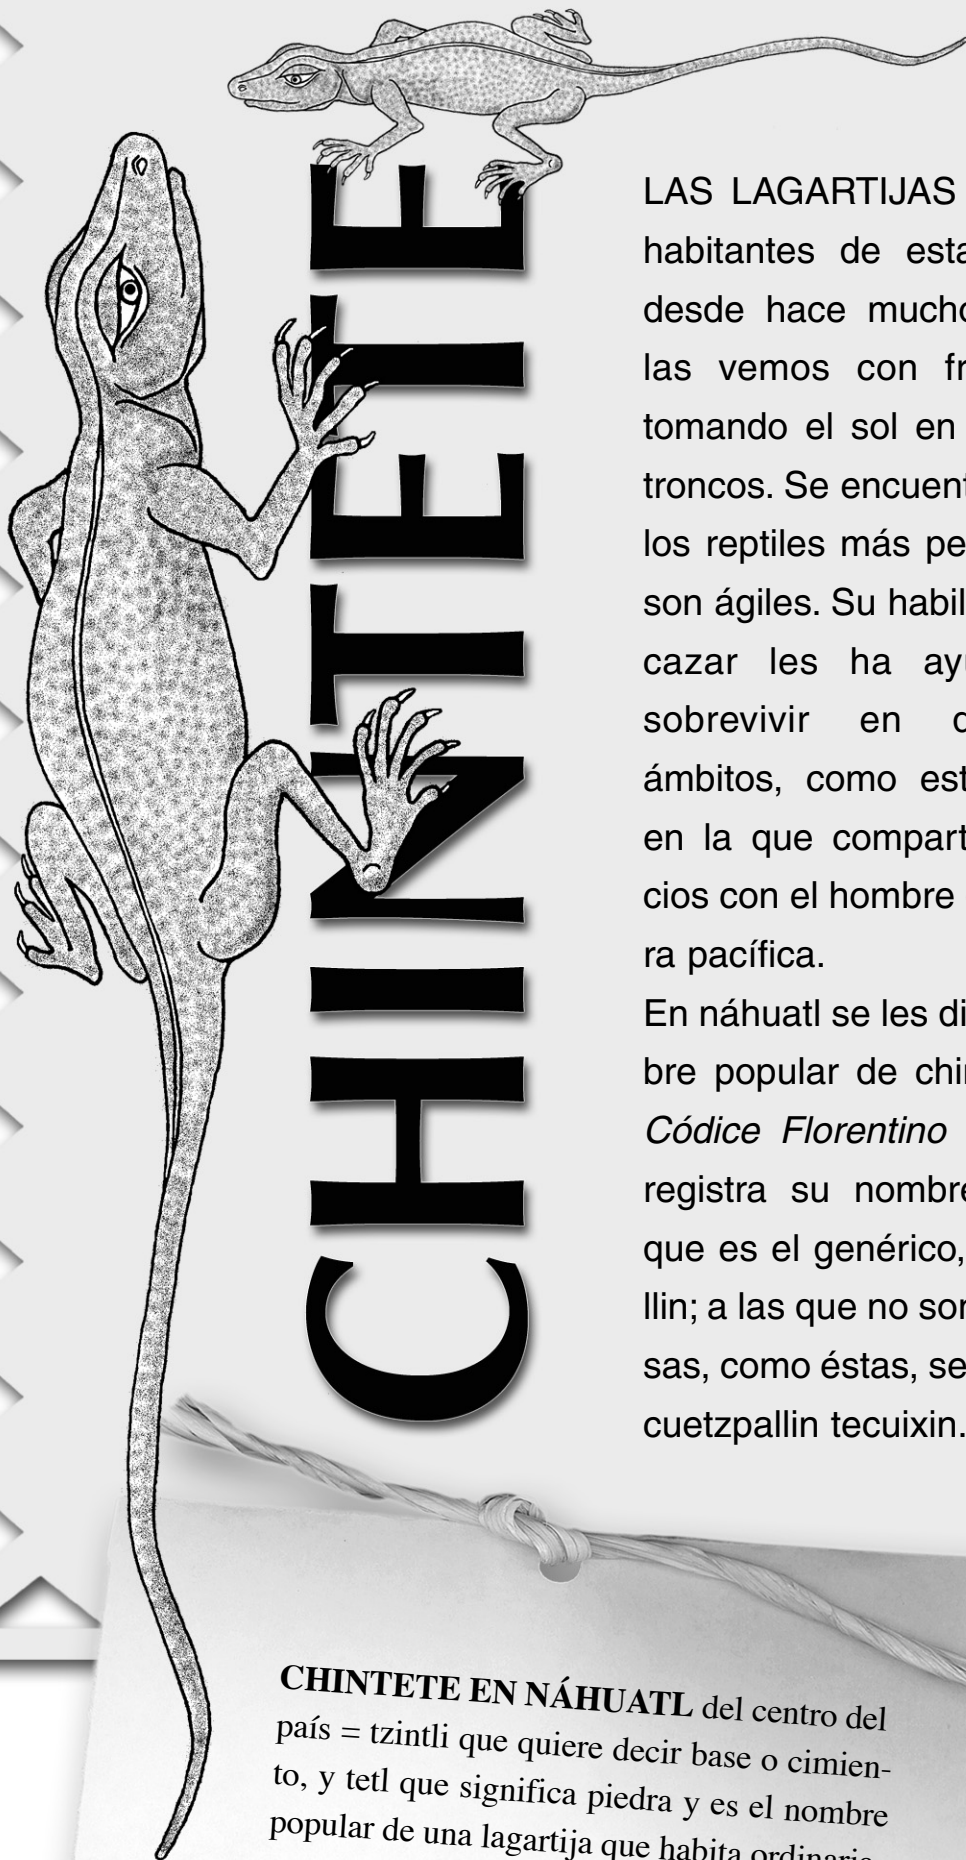 CHINTETE
LAS LAGARTIJAS
habitantes de esta
desde hace mucho
las vemos con fr
tomando el sol en
troncos. Se encuent
los reptiles más pe
son ágiles. Su habil
cazar les ha ayu
sobrevivir en
ámbitos, como est
en la que compart
cios con el hombre
ra pacífica.
En náhuatl se les di
bre popular de chin
Códice Florentino
registra su nombre
que es el genérico,
llin; a las que no son
sas, como éstas, se
cuetzpallin tecuixin.
CHINTETE EN NÁHUATL del centro del
país = tzintli que quiere decir base o cimien-
to, y tetl que significa piedra y es el nombre
popular de una lagartija que habita ordinaria-